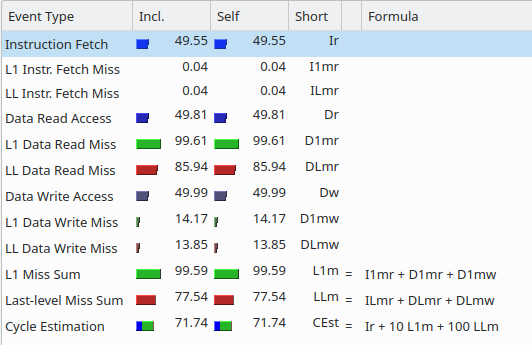 Event Type Incl. Self Short Formula
Instruction Fetch 49.55 49.55 Ir
L1 Instr. Fetch Miss 0.04 0.04 I1mr
LL Instr. Fetch Miss 0.04 0.04 ILmr
Data Read Access 49.81 49.81 Dr
L1 Data Read Miss 99.61 99.61 D1mr
LL Data Read Miss 85.94 85.94 DLmr
Data Write Access 49.99 49.99 Dw
L1 Data Write Miss 14.17 14.17 D1mw
LL Data Write Miss 13.85 13.85 DLmw
L1 Miss Sum 99.59 99.59 L1m = I1mr + D1mr + D1mw
Last-level Miss Sum 77.54 77.54 LLm = ILmr + DLmr + DLmw
Cycle Estimation 71.74 71.74 CEst = Ir + 10 L1m + 100 LLm